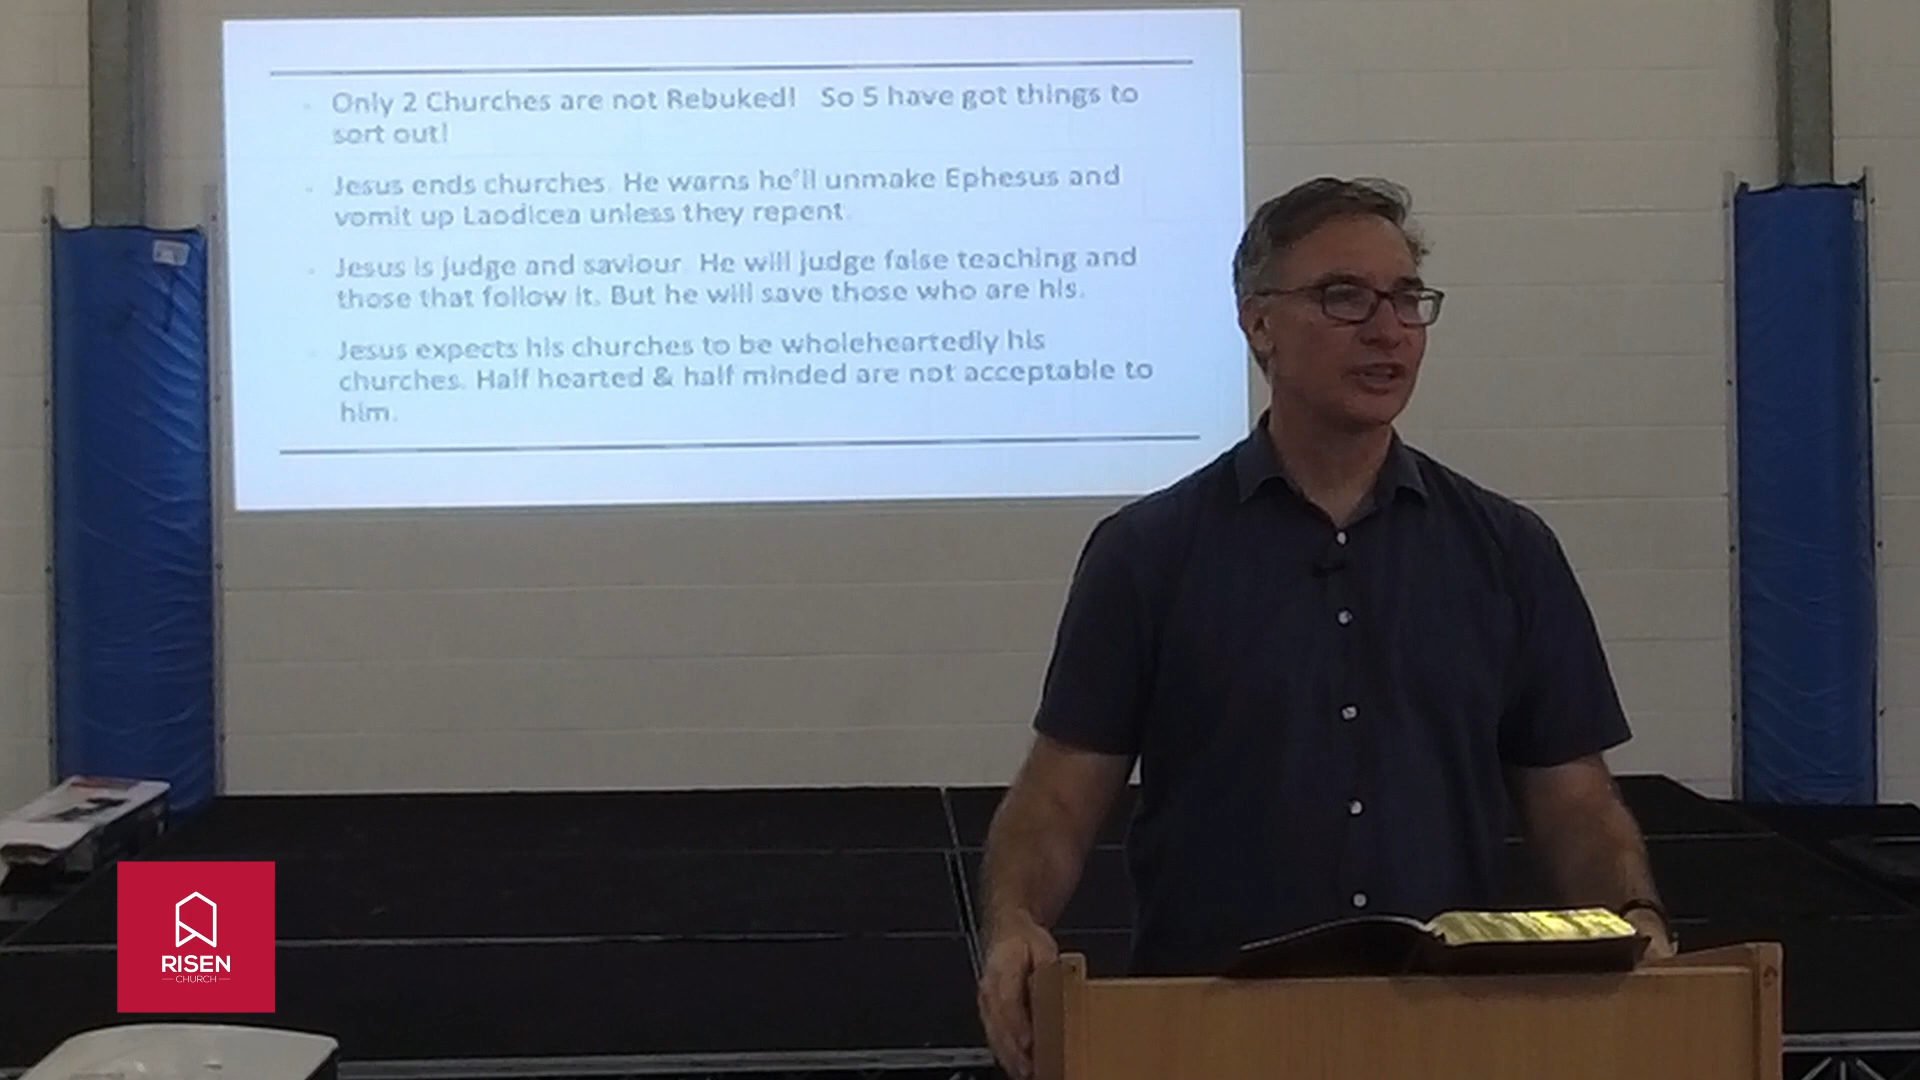 Only 2 Churches are not Rebuked! So 5 have got things to
sort out!
Jesus ends churches. He warns he'll unmake Ephesus and
vomit up Laodicea unless they repent.
Jesus is judge and saviour. He will judge false teaching and
those that follow it. But he will save those who are his.
Jesus expects his churches to be wholeheartedly his
churches. Half hearted & half minded are not acceptable to
him.
RISEN
CHURCH